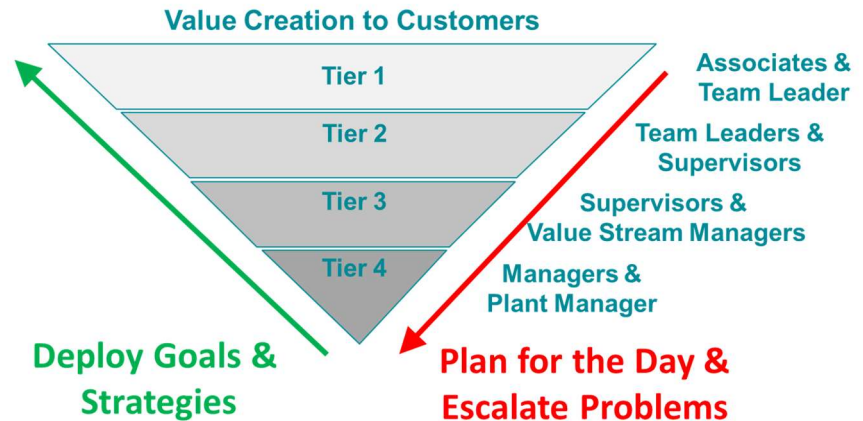 Value Creation to Customers
Tier 1
Associates &
Team Leader
Tier 2
Team Leaders &
Supervisors
Tier 3
Supervisors &
Value Stream Managers
Tier 4
Managers &
Plant Manager
Deploy Goals &
Strategies
Plan for the Day &
Escalate Problems